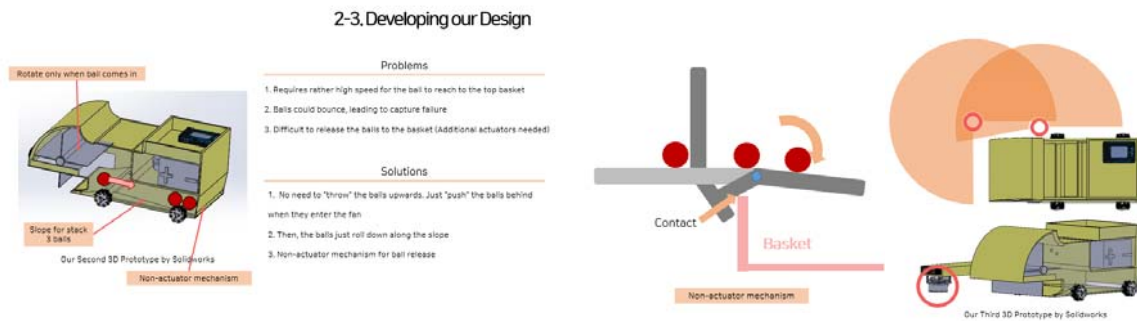 2-3. Developing our Design
Rotate only when ball comes in
Slope for stack
3 balls
Our Second 3D Prototype by Solidworks
Non-actuator mechanism
Problems
1. Requires rather high speed for the ball to reach to the top basket
2. Balls could bounce, leading to capture failure
3. Difficult to release the balls to the basket (Additional actuators needed)
Solutions
1. No need to "throw" the balls upwards. Just "push" the balls behind
when they enter the fan
2. Then, the balls just roll down along the slope
3. Non-actuator mechanism for ball release
Contact
Basket
Non-actuator mechanism
Our Third 3D Prototype by Solidworks